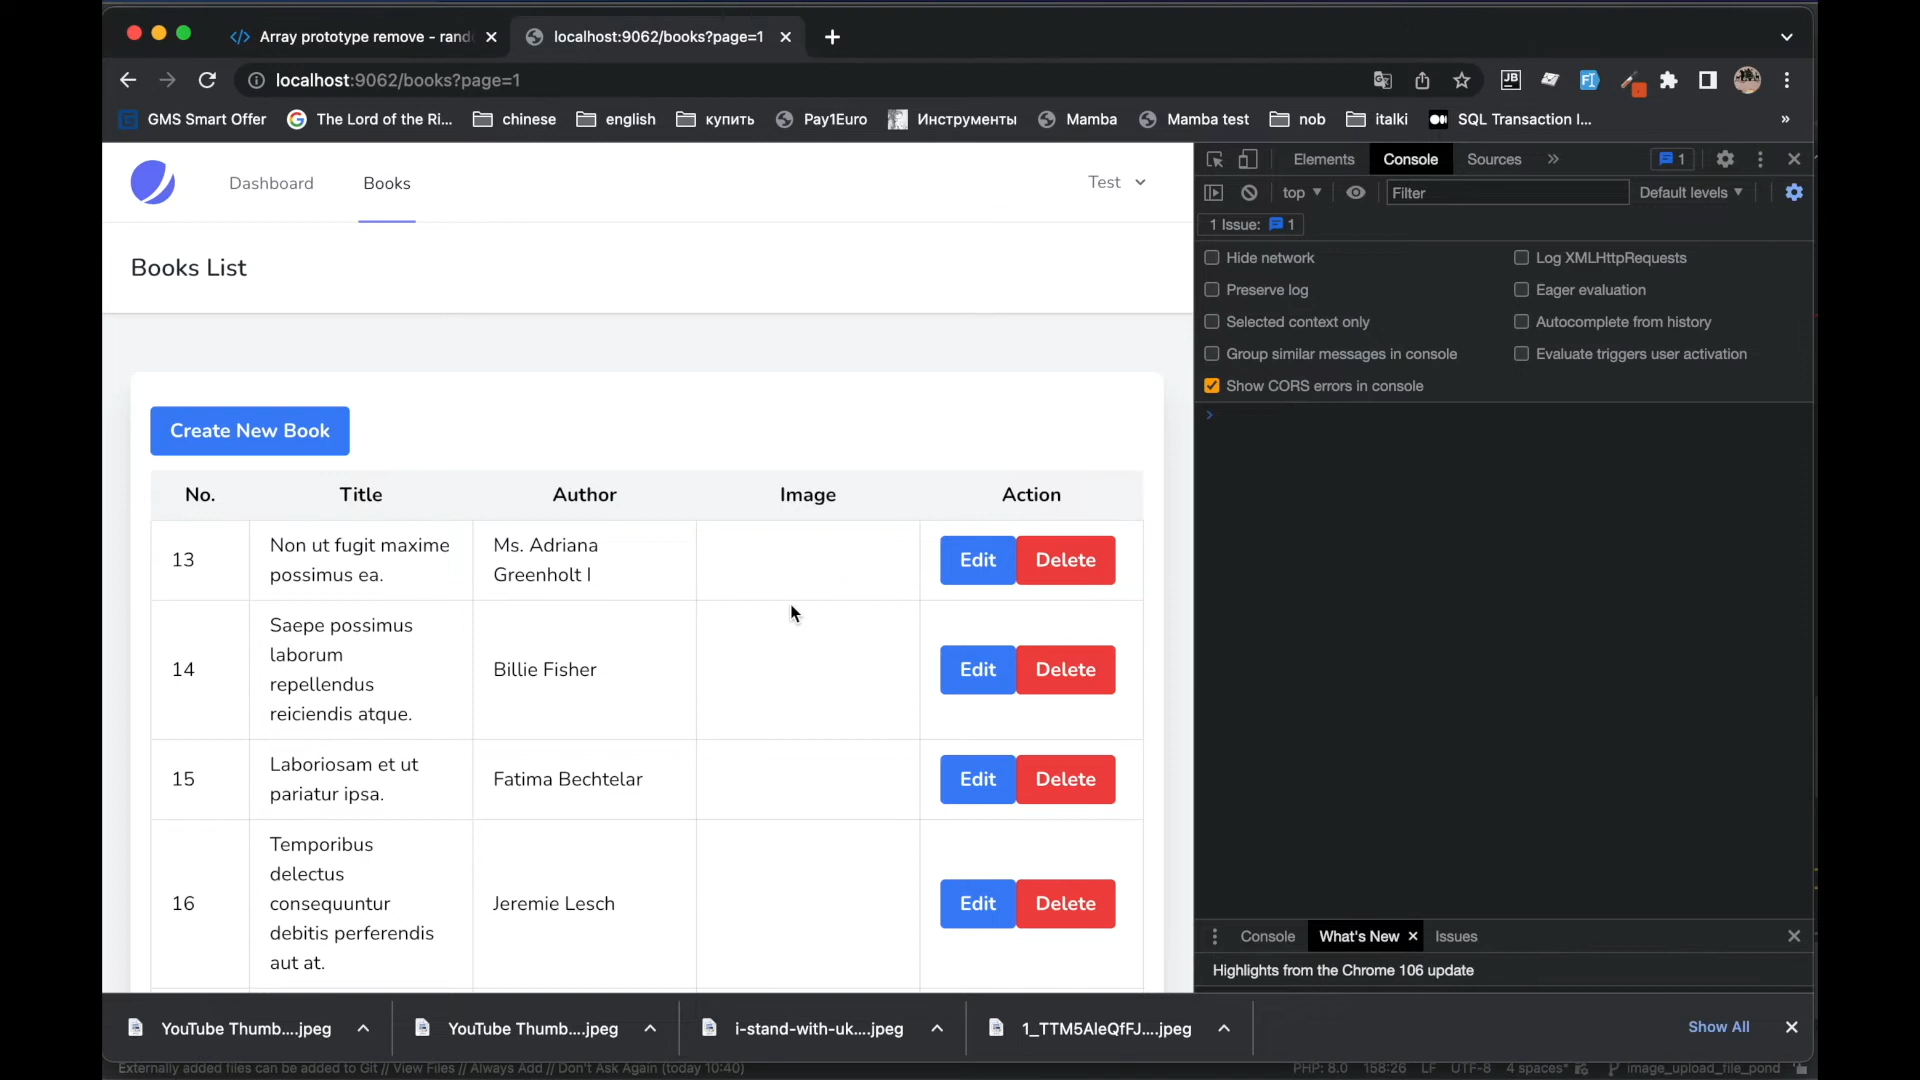 Array prototype remove - rand
localhost:9062/books?page=1
localhost:9062/books?page=1
GMS Smart Offer
The Lord of the Ri...
chinese
english
купить
Pay1Euro
Инструменты
Mamba
Mamba test
nob
italki
SQL Transaction I...
»
Dashboard
Books
Test
Books List
Create New Book
No. Title Author Image Action
13
Non ut fugit maxime
possimus ea.
Ms. Adriana
Greenholt I
Edit Delete
14
Saepe possimus
laborum
repellendus
reiciendis atque.
Billie Fisher
Edit Delete
15
Laboriosam et ut
pariatur ipsa.
Fatima Bechtelar
Edit Delete
16
Temporibus
delectus
consequuntur
debitis perferendis
aut at.
Jeremie Lesch
Edit Delete
Elements Console Sources » 1
top Filter Default levels
1 Issue: 1
Hide network
Log XMLHttpRequests
Preserve log
Eager evaluation
Selected context only
Autocomplete from history
Group similar messages in console
Evaluate triggers user activation
Show CORS errors in console
Console What's New Issues
Highlights from the Chrome 106 update
YouTube Thumb....jpeg
YouTube Thumb....jpeg
i-stand-with-uk....jpeg
1_TTM5AleQfFJ....jpeg
Show All
Externally added files can be added to Git // View Files // Always Add // Don't Ask Again (today 10:40)
PHP: 8.0 158:26 LF UTF-8 4 spaces* image_upload_file_pond